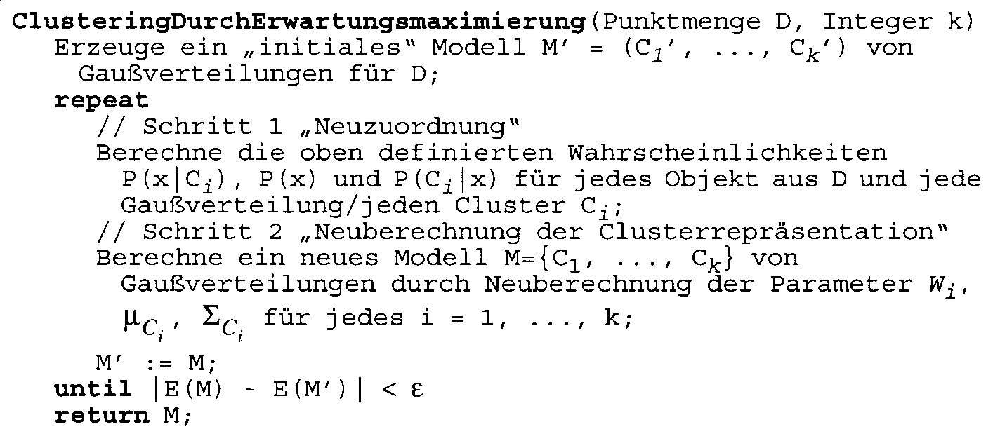 ClusteringDurchErwartungsmaximierung(Punktmenge D, Integer k)
Erzeuge ein „initiales“ Modell M' = (C1', ..., Ck') von
Gaußverteilungen für D;
repeat
// Schritt 1 „Neuzuordnung“
Berechne die oben definierten Wahrscheinlichkeiten
P(x|Ci), P(x) und P(Ci|x) für jedes Objekt aus D und jede
Gaußverteilung/jeden Cluster Ci;
// Schritt 2 „Neuberechnung der Clusterrepräsentation“
Berechne ein neues Modell M={C1, ..., Ck} von
Gaußverteilungen durch Neuberechnung der Parameter Wi,
μCi, ΣCi für jedes i = 1, ..., k;
M' := M;
until |E(M) - E(M')| < ε
return M;